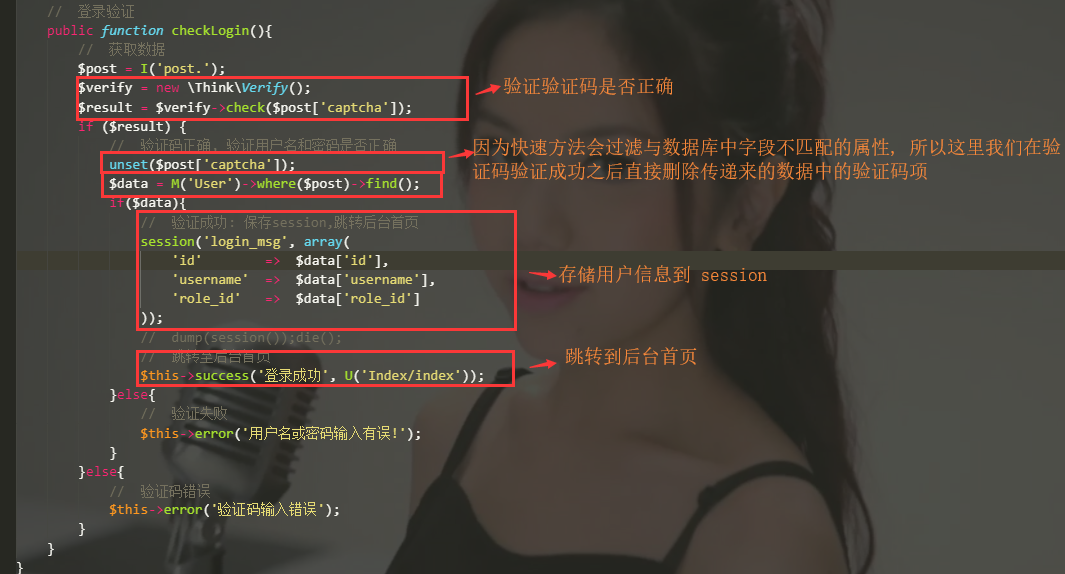 // 登录验证
public function checkLogin(){
// 获取数据
$post = I('post.');
$verify = new \Think\Verify();
$result = $verify->check($post['captcha']);
验证验证码是否正确
if ($result) {
// 验证码正确, 验证用户名和密码是否正确
unset($post['captcha']);
$data = M('User')->where($post)->find();
因为快速方法会过滤与数据库中字段不匹配的属性, 所以这里我们在验
证码验证成功之后直接删除传递来的数据中的验证码项
if($data){
// 验证成功: 保存session,跳转后台首页
session('login_msg', array(
'id' => $data['id'],
'username' => $data['username'],
'role_id' => $data['role_id']
));
存储用户信息到 session
// dump(session());die();
// 跳转至后台首页
$this->success('登录成功', U('Index/index'));
跳转到后台首页
}else{
// 验证失败
$this->error('用户名或密码输入有误!');
}
}else{
// 验证码错误
$this->error('验证码输入错误');
}
}
}